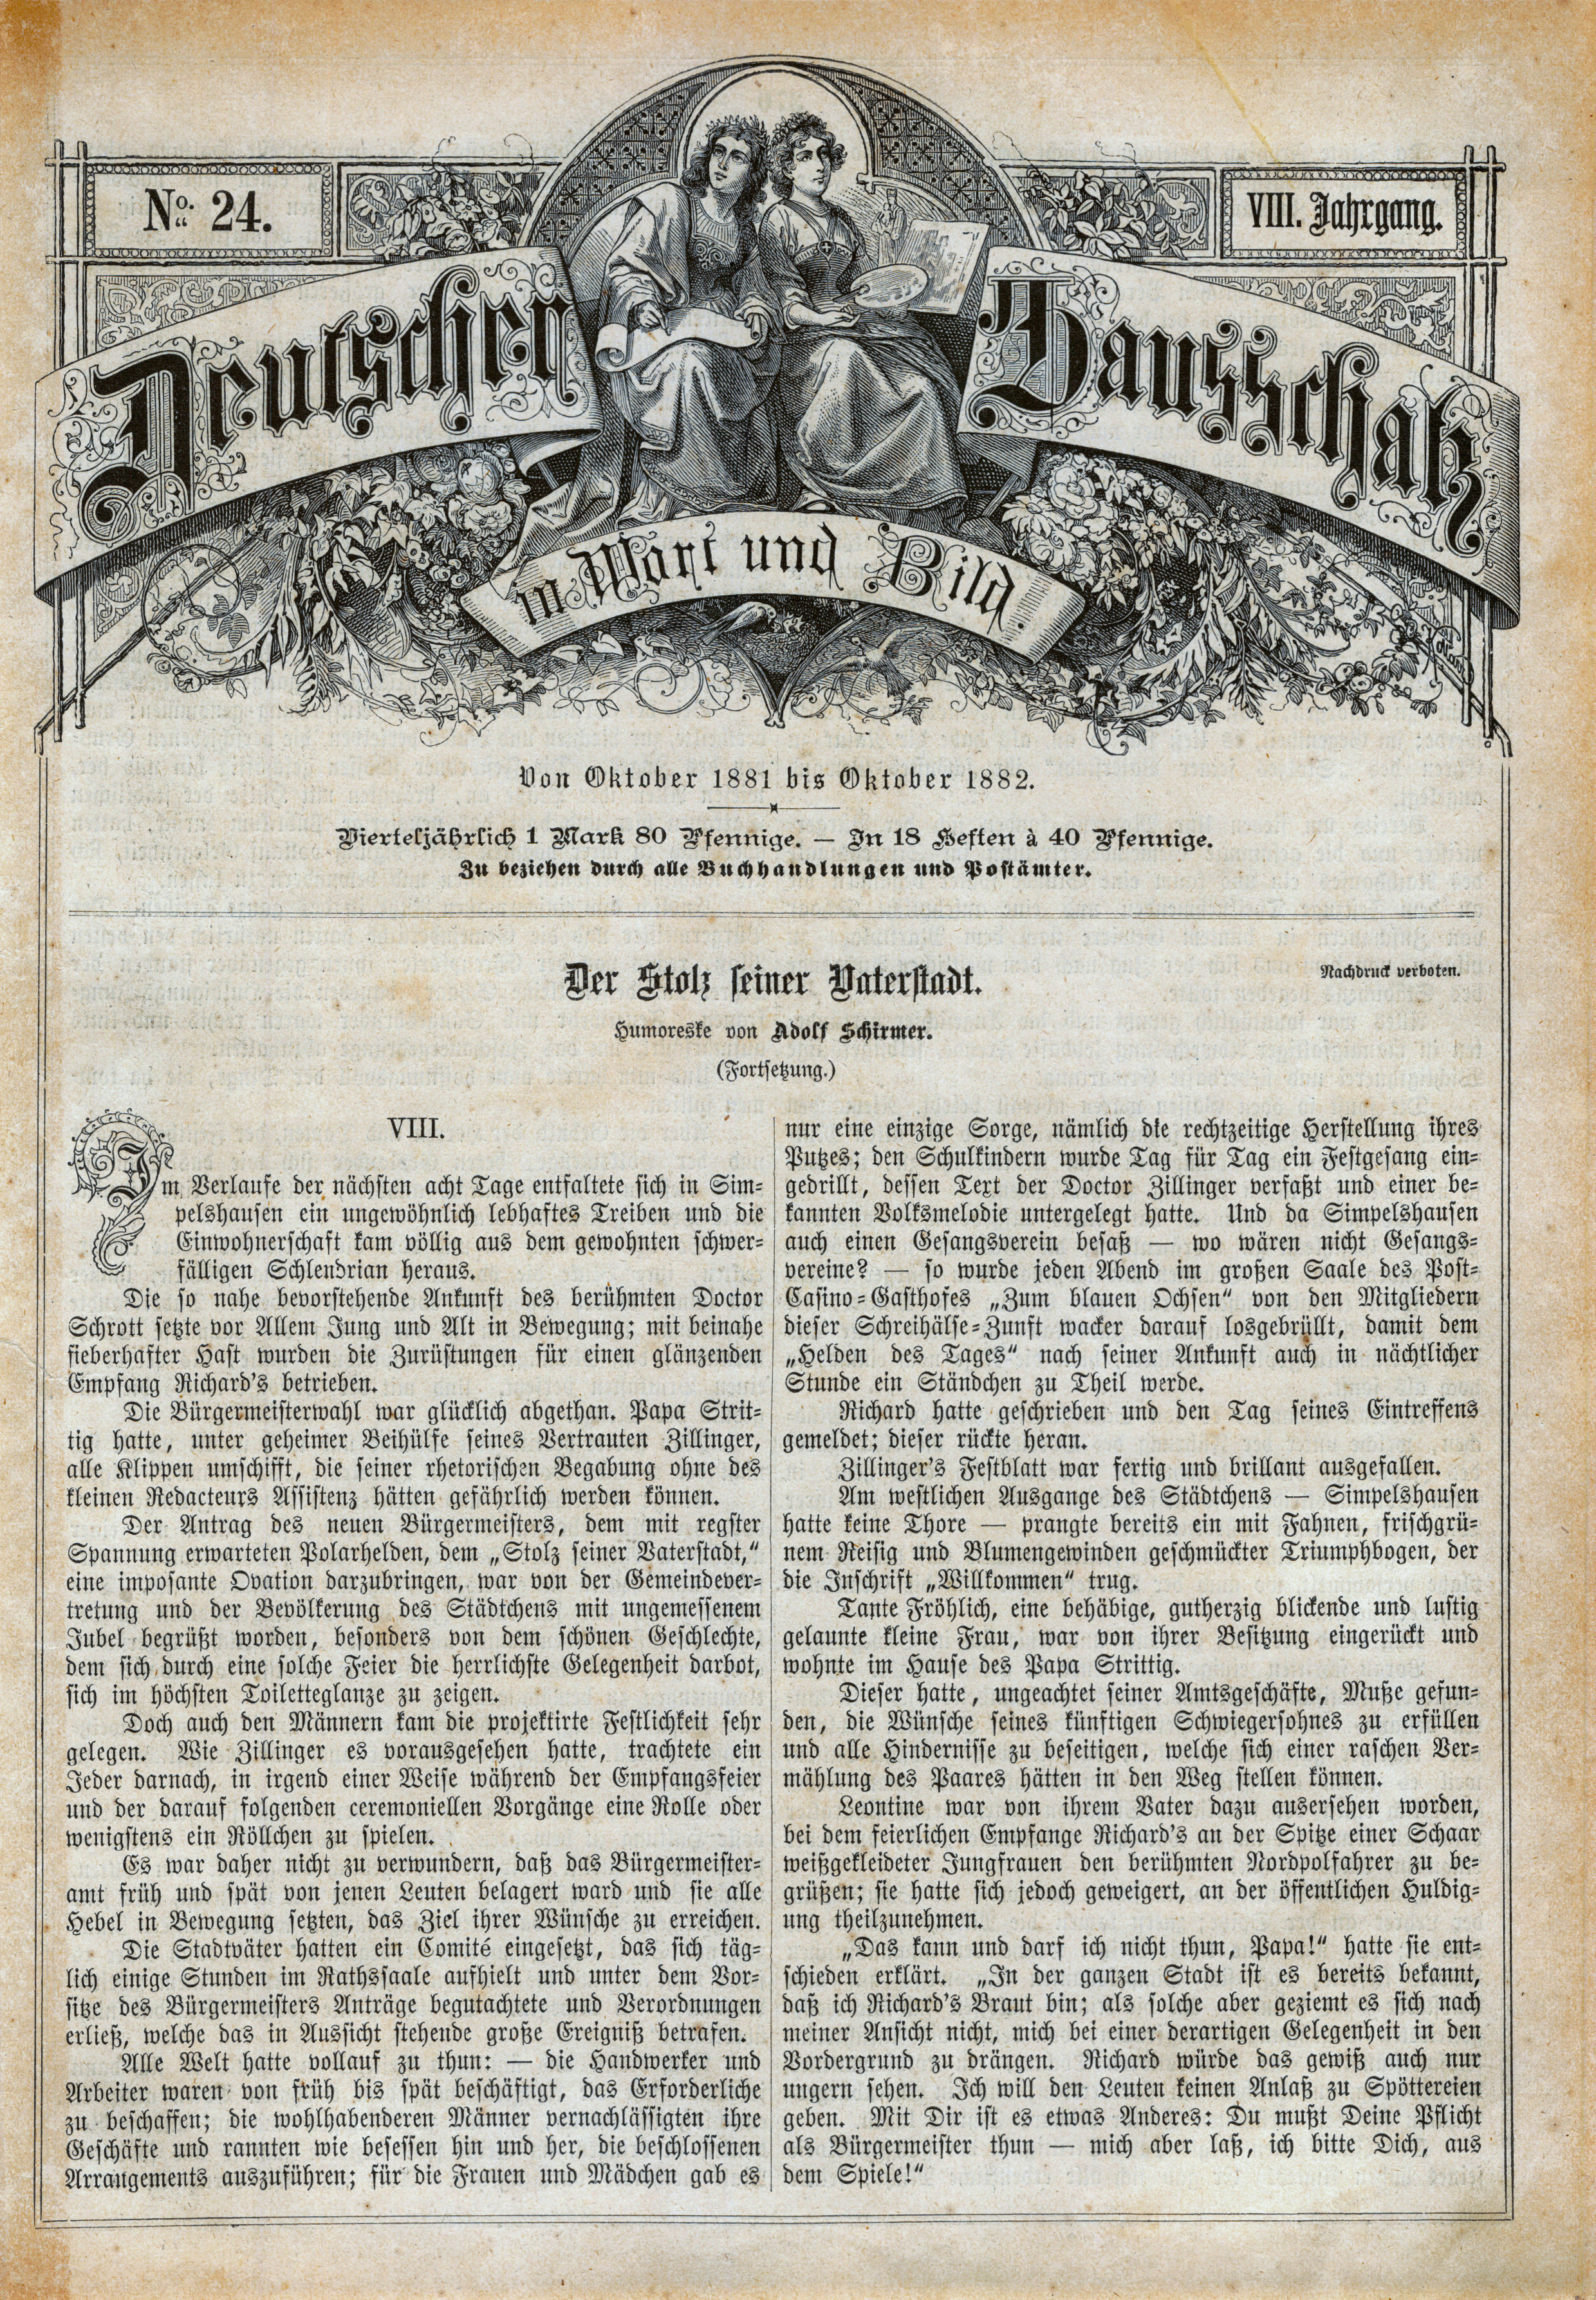 No. 24.
VIII. Jahrgang.
Deutscher Hausschatz
in Wort und Bild.
Von Oktober 1881 bis Oktober 1882.
Vierteljährlich 1 Mark 80 Pfennige. — In 18 Heften à 40 Pfennige.
Zu beziehen durch alle Buchhandlungen und Postämter.
Der Stolz seiner Vaterstadt.
Nachdruck verboten.
Humoreske von Adolf Schirmer.
(Fortsetzung.)
VIII.
Im Verlaufe der nächsten acht Tage entfaltete sich in Sim-
pelshausen ein ungewöhnlich lebhaftes Treiben und die
Einwohnerschaft kam völlig aus dem gewohnten schwer-
fälligen Schlendrian heraus.
Die so nahe bevorstehende Ankunft des berühmten Doctor
Schrott setzte vor Allem Jung und Alt in Bewegung; mit beinahe
fieberhafter Hast wurden die Zurüstungen für einen glänzenden
Empfang Richard's betrieben.
Die Bürgermeisterwahl war glücklich abgethan. Papa Strit-
tig hatte, unter geheimer Beihülfe seines Vertrauten Zillinger,
alle Klippen umschifft, die seiner rhetorischen Begabung ohne des
kleinen Redacteurs Assistenz hätten gefährlich werden können.
Der Antrag des neuen Bürgermeisters, dem mit regster
Spannung erwarteten Polarhelden, dem „Stolz seiner Vaterstadt,“
eine imposante Ovation darzubringen, war von der Gemeindever-
tretung und der Bevölkerung des Städtchens mit ungemessenem
Jubel begrüßt worden, besonders von dem schönen Geschlechte,
dem sich durch eine solche Feier die herrlichste Gelegenheit darbot,
sich im höchsten Toiletteglanze zu zeigen.
Doch auch den Männern kam die projektirte Festlichkeit sehr
gelegen. Wie Zillinger es vorausgesehen hatte, trachtete ein
Jeder darnach, in irgend einer Weise während der Empfangsfeier
und der darauf folgenden ceremoniellen Vorgänge eine Rolle oder
wenigstens ein Röllchen zu spielen.
Es war daher nicht zu verwundern, daß das Bürgermeister-
amt früh und spät von jenen Leuten belagert ward und sie alle
Hebel in Bewegung setzten, das Ziel ihrer Wünsche zu erreichen.
Die Stadtväter hatten ein Comité eingesetzt, das sich täg-
lich einige Stunden im Rathssaale aufhielt und unter dem Vor-
sitze des Bürgermeisters Anträge begutachtete und Verordnungen
erließ, welche das in Aussicht stehende große Ereigniß betrafen.
Alle Welt hatte vollauf zu thun: — die Handwerker und
Arbeiter waren von früh bis spät beschäftigt, das Erforderliche
zu beschaffen; die wohlhabenderen Männer vernachlässigten ihre
Geschäfte und rannten wie besessen hin und her, die beschlossenen
Arrangements auszuführen; für die Frauen und Mädchen gab es
nur eine einzige Sorge, nämlich die rechtzeitige Herstellung ihres
Putzes; den Schulkindern wurde Tag für Tag ein Festgesang ein-
gedrillt, dessen Text der Doctor Zillinger verfaßt und einer be-
kannten Volksmelodie untergelegt hatte. Und da Simpelshausen
auch einen Gesangsverein besaß — wo wären nicht Gesangs-
vereine? — so wurde jeden Abend im großen Saale des Post-
Casino-Gasthofes „Zum blauen Ochsen“ von den Mitgliedern
dieser Schreihälse-Zunft wacker darauf losgebrüllt, damit dem
„Helden des Tages“ nach seiner Ankunft auch in nächtlicher
Stunde ein Ständchen zu Theil werde.
Richard hatte geschrieben und den Tag seines Eintreffens
gemeldet; dieser rückte heran.
Zillinger's Festblatt war fertig und brillant ausgefallen.
Am westlichen Ausgange des Städtchens — Simpelshausen
hatte keine Thore — prangte bereits ein mit Fahnen, frischgrü-
nem Reisig und Blumengewinden geschmückter Triumphbogen, der
die Inschrift „Willkommen“ trug.
Tante Fröhlich, eine behäbige, gutherzig blickende und lustig
gelaunte kleine Frau, war von ihrer Besitzung eingerückt und
wohnte im Hause des Papa Strittig.
Dieser hatte, ungeachtet seiner Amtsgeschäfte, Muße gefun-
den, die Wünsche seines künftigen Schwiegersohnes zu erfüllen
und alle Hindernisse zu beseitigen, welche sich einer raschen Ver-
mählung des Paares hätten in den Weg stellen können.
Leontine war von ihrem Vater dazu ausersehen worden,
bei dem feierlichen Empfange Richard's an der Spitze einer Schaar
weißgekleideter Jungfrauen den berühmten Nordpolfahrer zu be-
grüßen; sie hatte sich jedoch geweigert, an der öffentlichen Huldig-
ung theilzunehmen.
„Das kann und darf ich nicht thun, Papa!“ hatte sie ent-
schieden erklärt. „In der ganzen Stadt ist es bereits bekannt,
daß ich Richard's Braut bin; als solche aber geziemt es sich nach
meiner Ansicht nicht, mich bei einer derartigen Gelegenheit in den
Vordergrund zu drängen. Richard würde das gewiß auch nur
ungern sehen. Ich will den Leuten keinen Anlaß zu Spöttereien
geben. Mit Dir ist es etwas Anderes: Du mußt Deine Pflicht
als Bürgermeister thun — mich aber laß, ich bitte Dich, aus
dem Spiele!“